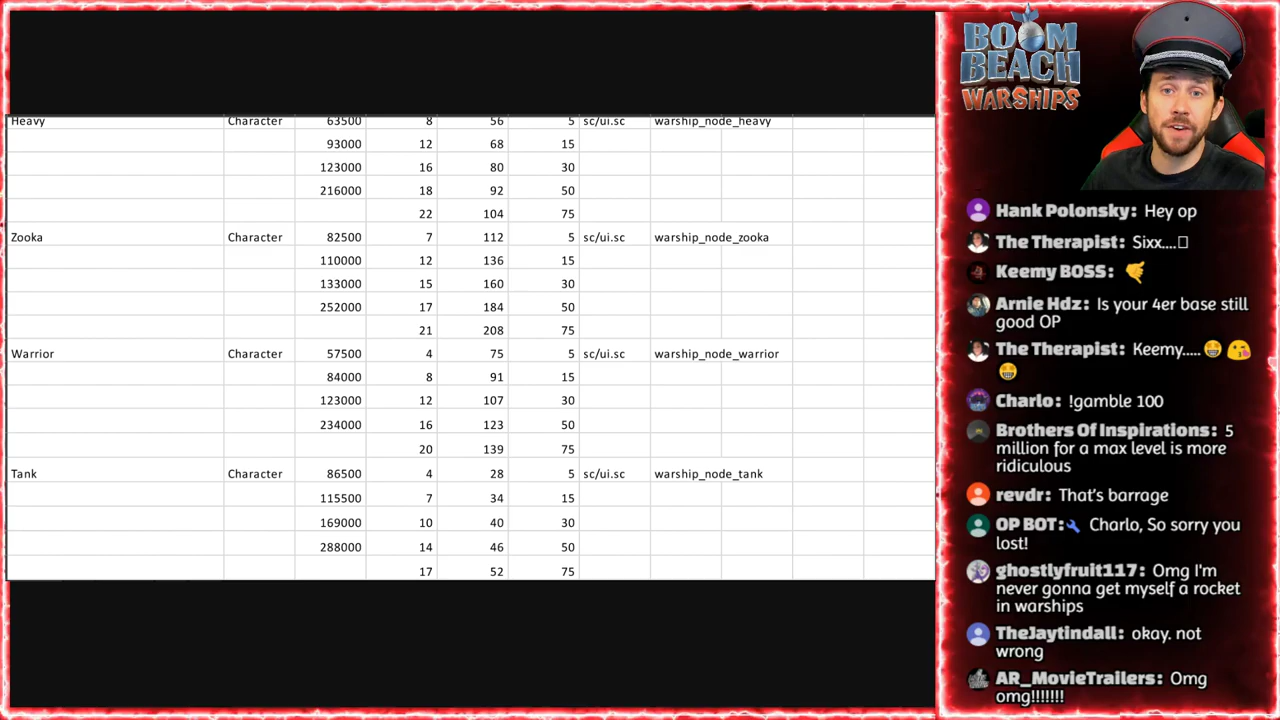 Heavy Character 63500 8 56 5 sc/ui.sc warship_node_heavy
93000 12 68 15
123000 16 80 30
216000 18 92 50
22 104 75
Zooka Character 82500 7 112 5 sc/ui.sc warship_node_zooka
110000 12 136 15
133000 15 160 30
252000 17 184 50
21 208 75
Warrior Character 57500 4 75 5 sc/ui.sc warship_node_warrior
84000 8 91 15
123000 12 107 30
234000 16 123 50
20 139 75
Tank Character 86500 4 28 5 sc/ui.sc warship_node_tank
115500 7 34 15
169000 10 40 30
288000 14 46 50
17 52 75
BOOM
BEACH
WARSHIPS
Hank Polonsky: Hey op
The Therapist: Sixx....
Keemy BOSS: 🤙
Arnie Hdz: Is your 4er base still
good OP
The Therapist: Keemy..... 🤩 😘
🤩
Charlo: !gamble 100
Brothers Of Inspirations: 5
million for a max level is more
ridiculous
revdr: That's barrage
OP BOT: Charlo, So sorry you
lost!
ghostlyfruit117: Omg I'm
never gonna get myself a rocket
in warships
TheJaytindall: okay. not
wrong
AR_MovieTrailers: Omg
omg!!!!!!!